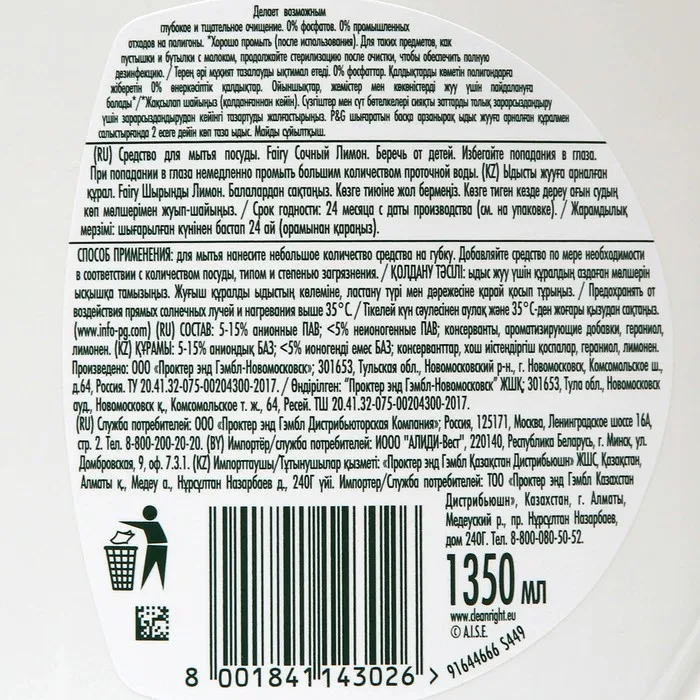 Делает возможным
глубокое и тщательное очищение. 0% фосфатов. 0% промышленных
отходов на полигоны. *Хорошо промыть (после использования). Для таких предметов, как
пустышки и бутылки с молоком, продолжайте стерилизацию после очистки, чтобы обеспечить полную
дезинфекцию. / Терең әрі мұқият тазалауды ықтимал етеді. 0% фосфаттар. Қалдықтарды көметін полигондарға
жіберетін 0% өнеркәсіптік қалдықтар. Ойыншықтар, жемістер мен көкөністерді жуу үшін пайдалануға
болады*/*Жақсылап шайыңыз (қолданғаннан кейін). Сүзгіштер мен сүт бөтелкелері сияқты заттарды толық зарарсыздандыру
үшін зарарсыздандырудан кейінгі тазартуды жалғастырыңыз. P&G шығаратын басқа арзанырақ ыдыс жууға арналған құралмен
салыстырғанда 2 есеге дейін көп таза ыдыс. Майды сұйылтқыш.
(RU) Средство для мытья посуды. Fairy Сочный Лимон. Беречь от детей. Избегайте попадания в глаза.
При попадании в глаза немедленно промыть большим количеством проточной воды. (KZ) Ыдысты жууға арналған
құрал. Fairy Шырынды Лимон. Балалардан сақтаңыз. Көзге тиюіне жол бермеңіз. Көзге тиген кезде дереу ағын судың
көп мөлшерімен жуып-шайыңыз. / Срок годности: 24 месяца с даты производства (см. на упаковке). / Жарамдылық
мерзімі: шығарылған күнінен бастап 24 ай (орамынан қараңыз).
СПОСОБ ПРИМЕНЕНИЯ: для мытья нанесите небольшое количество средства на губку. Добавляйте средство по мере необходимости
в соответствии с количеством посуды, типом и степенью загрязнения. / ҚОЛДАНУ ТӘСІЛІ: ыдыс жуу үшін құралдың аздаған мөлшерін
ысқышқа тамызыңыз. Жуғыш құралды ыдыстың көлеміне, ластану түрі мен дәрежесіне қарай қосып тұрыңыз. / Предохранять от
воздействия прямых солнечных лучей и нагревания выше 35°C. / Тікелей күн сәулесінен аулақ және 35°C-ден жоғары қыздырудан сақтаңыз.
(www.info-pg.com) (RU) СОСТАВ: 5-15% анионные ПАВ; <5% неионогенные ПАВ; консерванты, ароматизирующие добавки, гераниол,
лимонен. (KZ) ҚҰРАМЫ: 5-15% аниондық БАЗ; <5% ионогенді емес БАЗ; консерванттар, хош иістендіргіш қоспалар, гераниол, лимонен.
Произведено: ООО «Проктер энд Гэмбл-Новомосковск»; 301653, Тульская обл., Новомосковский р-н., г. Новомосковск, Комсомольское ш.,
д.64, Россия. ТУ 20.41.32-075-00204300-2017. / Өндірілген: "Проктер энд Гэмбл-Новомосковск" ЖШҚ; 301653, Тула обл., Новомосковск
ауд., Новомосковск қ., Комсомольское т. ж., 64, Ресей. ТШ 20.41.32-075-00204300-2017.
(RU) Служба потребителей: ООО «Проктер энд Гэмбл Дистрибьюторская Компания»; Россия, 125171, Москва, Ленинградское шоссе 16А,
стр. 2. Тел. 8-800-200-20-20. (BY) Импортёр/служба потребителей: ИООО "АЛИДИ-Вест", 220140, Республика Беларусь, г. Минск, ул.
Домбровская, 9, оф. 7.3.1. (KZ) Импорттаушы/Тұтынушылар қызметі: «Проктер энд Гэмбл Қазақстан Дистрибьюшн» ЖШС, Қазақстан,
Алматы қ., Медеу а., Нұрсұлтан Назарбаев д., 240Г үйі. Импортер/Служба потребителей: ТОО «Проктер энд Гэмбл Казахстан
Дистрибьюшн», Казахстан, г. Алматы,
Медеуский р., пр. Нурсултан Назарбаев,
дом 240Г. Тел. 8-800-080-50-52.
1350 мл
www.cleanright.eu
© A.I.S.E.
91644666 S449
8 001841 143026 >